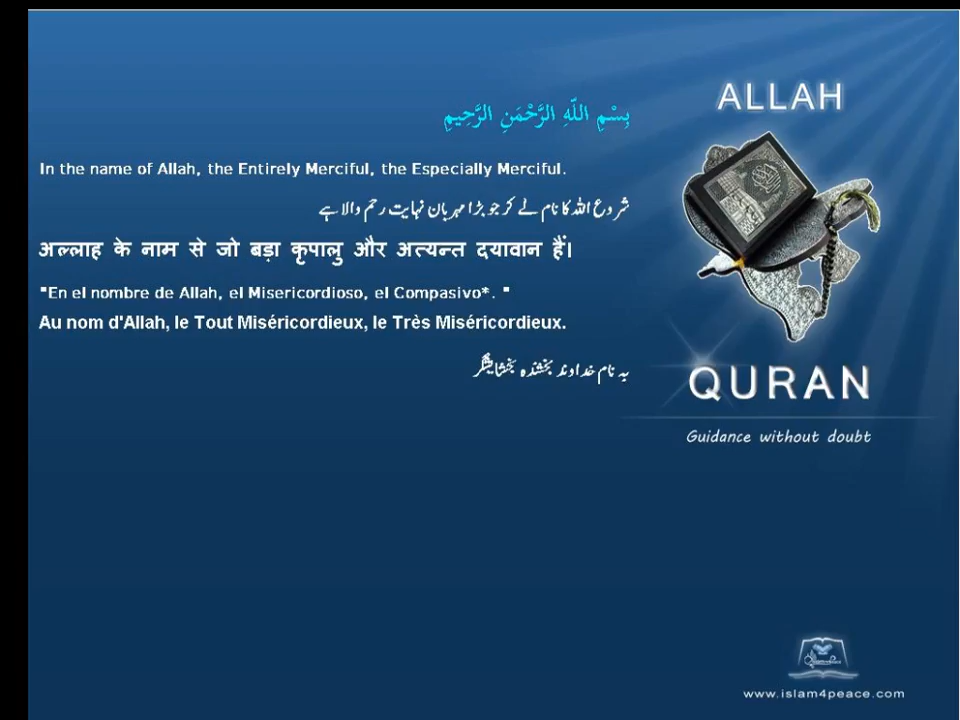 بِسْمِ اللَّهِ الرَّحْمَنِ الرَّحِيمِ
In the name of Allah, the Entirely Merciful, the Especially Merciful.
شروع الله کا نام لے کر جو بڑا مہربان نہایت رحم والا ہے
अल्लाह के नाम से जो बड़ा कृपालु और अत्यन्त दयावान हैं।
"En el nombre de Allah, el Misericordioso, el Compasivo*. "
Au nom d'Allah, le Tout Miséricordieux, le Très Miséricordieux.
به نام خداوند بخشنده بخشایشگر
ALLAH
QURAN
Guidance without doubt
www.islam4peace.com